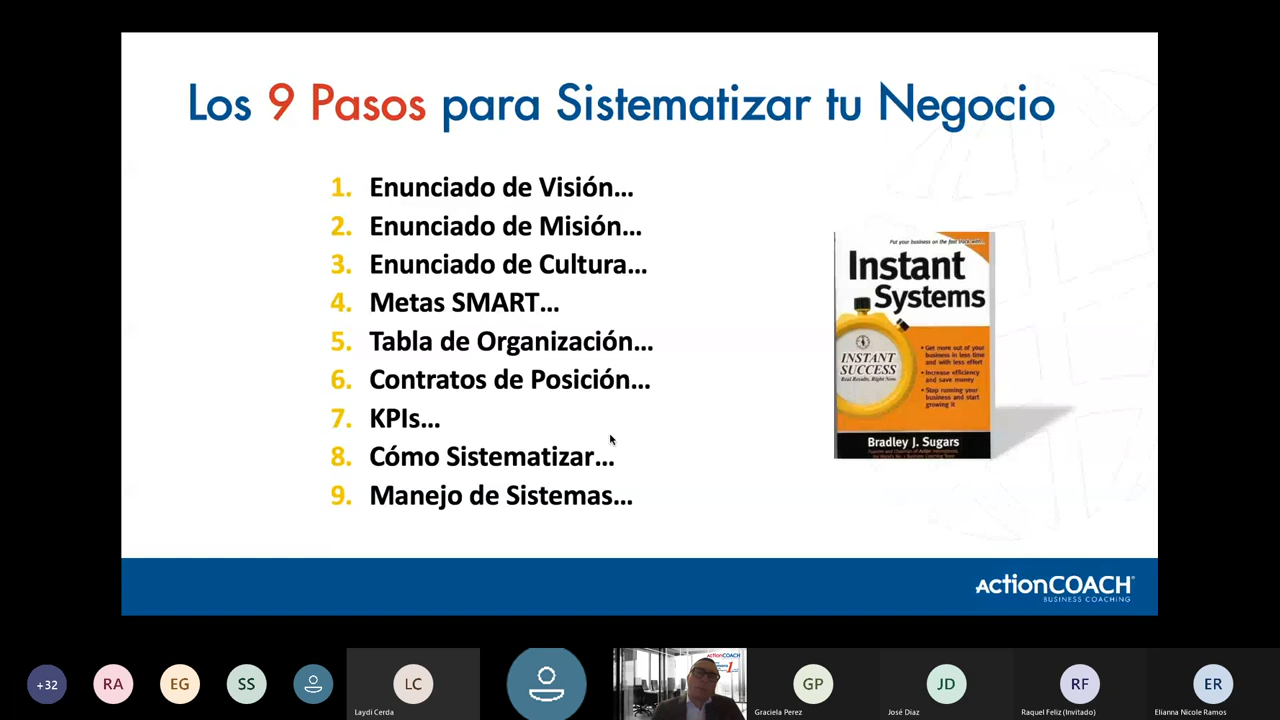 Los 9 Pasos para Sistematizar tu Negocio
1. Enunciado de Visión...
2. Enunciado de Misión...
3. Enunciado de Cultura...
4. Metas SMART...
5. Tabla de Organización...
6. Contratos de Posición...
7. KPIs...
8. Cómo Sistematizar...
9. Manejo de Sistemas...
Put your business on the fast track with...
Instant
Systems
INSTANT
SUCCESS
Real Results. Right Now.
• Get more out of your
business in less time
and with less effort
• Increase efficiency
and save money
• Stop running your
business and start
growing it
Bradley J. Sugars
ActionCOACH
BUSINESS COACHING
+32
RA
EG
SS
LC
Laydi Cerda
ActionCOACH
GP
Graciela Perez
JD
José Diaz
RF
Raquel Feliz (Invitado)
ER
Elianna Nicole Ramos